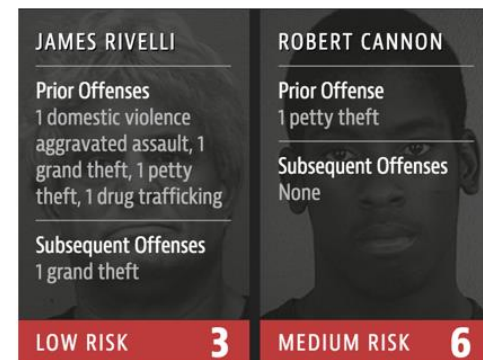 JAMES RIVELLI
Prior Offenses
1 domestic violence
aggravated assault, 1
grand theft, 1 petty
theft, 1 drug trafficking
Subsequent Offenses
1 grand theft
LOW RISK 3
ROBERT CANNON
Prior Offense
1 petty theft
Subsequent Offenses
None
MEDIUM RISK 6